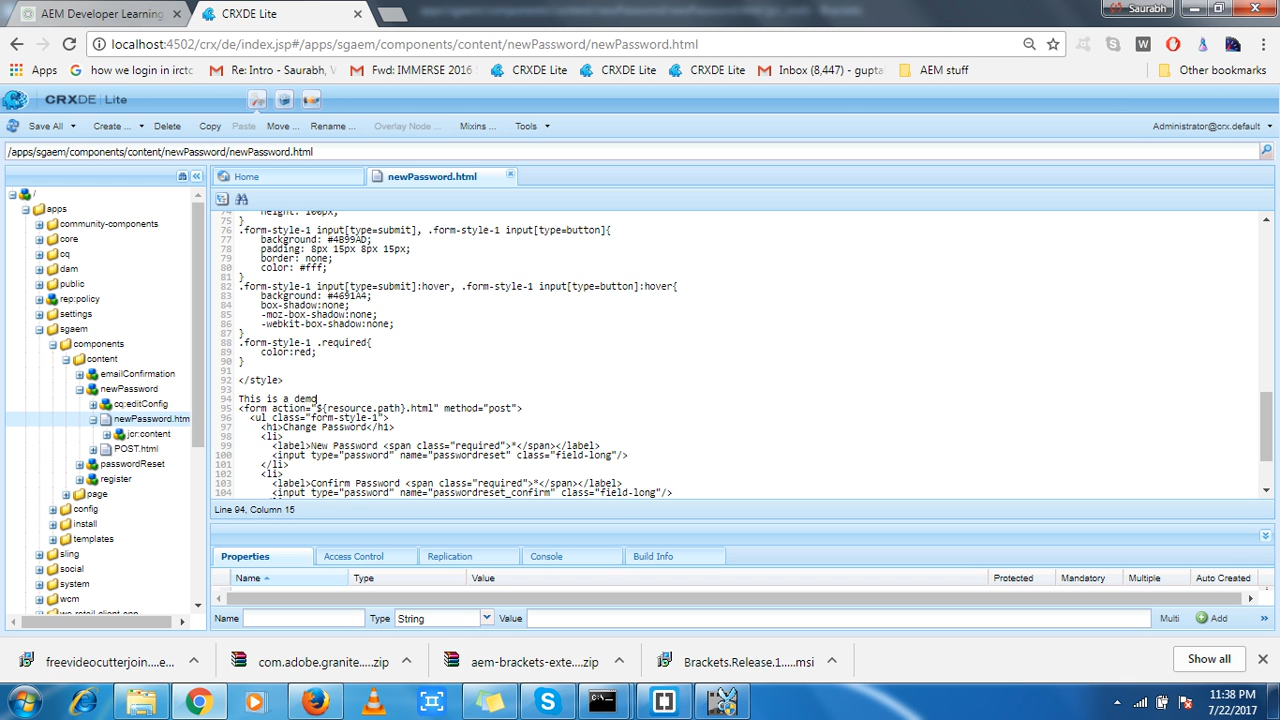 AEM Developer Learning
CRXDE Lite
Saurabh
localhost:4502/crx/de/index.jsp#/apps/sgaem/components/content/newPassword/newPassword.html
Apps
how we login in irctc
Re: Intro - Saurabh,
Fwd: IMMERSE 2016
CRXDE Lite
CRXDE Lite
CRXDE Lite
Inbox (8,447) - gupta
AEM stuff
Other bookmarks
CRXDE | Lite
Save All
Create ...
Delete
Copy
Paste
Move ...
Rename ...
Overlay Node ...
Mixins ...
Tools
Administrator@crx.default
/apps/sgaem/components/content/newPassword/newPassword.html
/
apps
community-components
core
cq
dam
public
rep:policy
settings
sgaem
components
content
emailConfirmation
newPassword
cq:editConfig
newPassword.htm
jcr:content
POST.html
passwordReset
register
page
config
install
templates
sling
social
system
wcm
Home
newPassword.html
74 height: 100px;
75 }
76 .form-style-1 input[type=submit], .form-style-1 input[type=button]{
77 background: #4B99AD;
78 padding: 8px 15px 8px 15px;
79 border: none;
80 color: #fff;
81 }
82 .form-style-1 input[type=submit]:hover, .form-style-1 input[type=button]:hover{
83 background: #4691A4;
84 box-shadow:none;
85 -moz-box-shadow:none;
86 -webkit-box-shadow:none;
87 }
88 .form-style-1 .required{
89 color:red;
90 }
91
92 </style>
93
94 This is a demo
95 <form action="${resource.path}.html" method="post">
96 <ul class="form-style-1">
97 <h1>Change Password</h1>
98 <li>
99 <label>New Password <span class="required">*</span></label>
100 <input type="password" name="passwordreset" class="field-long"/>
101 </li>
102 <li>
103 <label>Confirm Password <span class="required">*</span></label>
104 <input type="password" name="passwordreset_confirm" class="field-long"/>
Line 94, Column 15
Properties
Access Control
Replication
Console
Build Info
Name
Type
Value
Protected
Mandatory
Multiple
Auto Created
Name
Type
String
Value
Multi
Add
»
freevideocutterjoin....e...
com.adobe.granite.....zip
aem-brackets-exte....zip
Brackets.Release.1.....msi
Show all
11:38 PM
7/22/2017